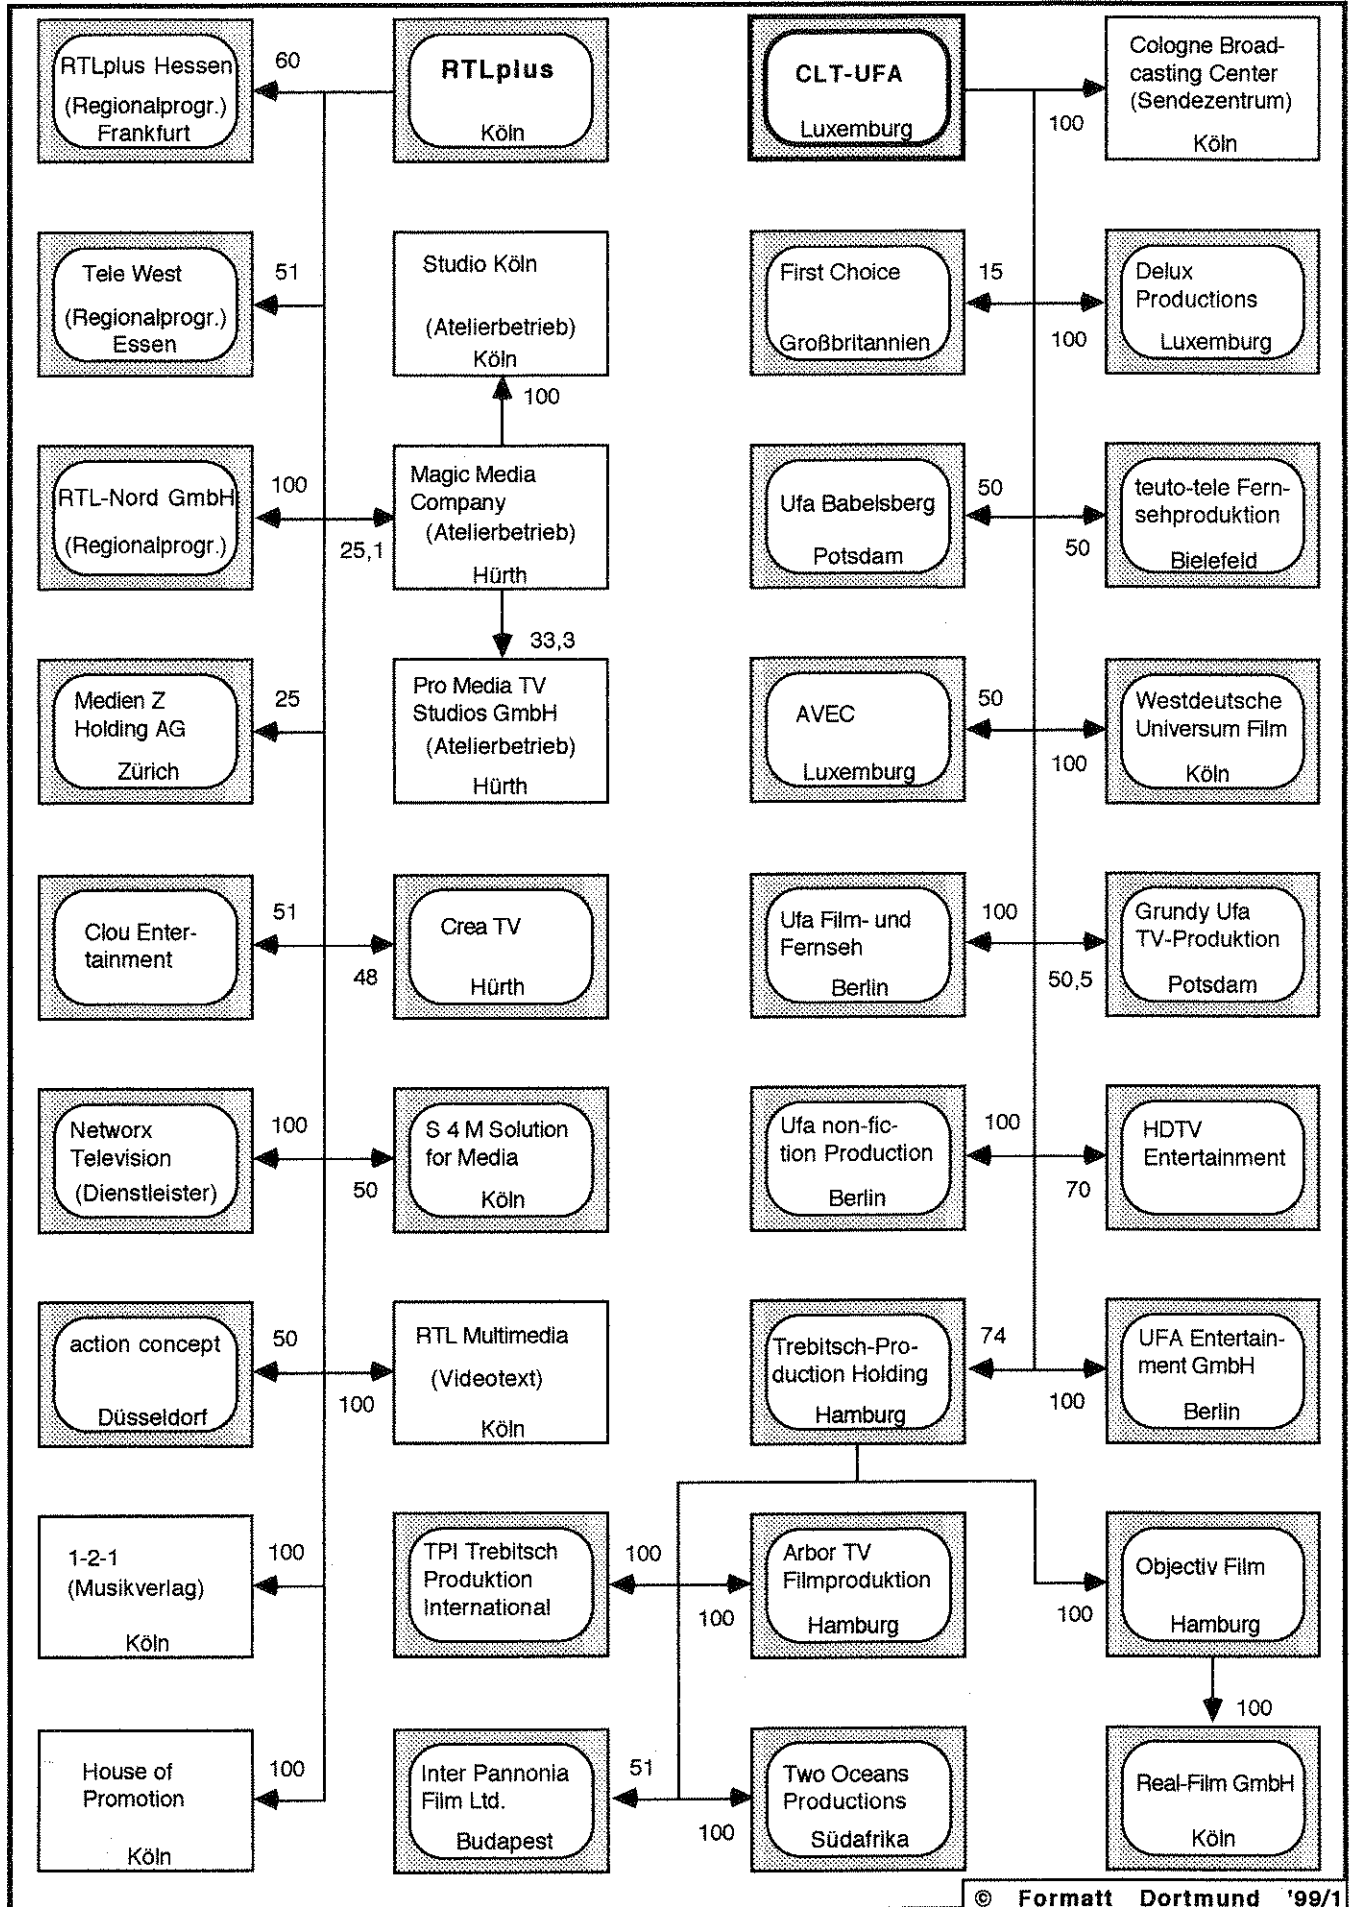 RTLplus Hessen
(Regionalprogr.)
Frankfurt
60
RTLplus
Köln
CLT-UFA
Luxemburg
100
Cologne Broad-
casting Center
(Sendezentrum)
Köln
Tele West
(Regionalprogr.)
Essen
51
Studio Köln
(Atelierbetrieb)
Köln
100
First Choice
Großbritannien
15
100
Delux
Productions
Luxemburg
RTL-Nord GmbH
(Regionalprogr.)
100
25,1
Magic Media
Company
(Atelierbetrieb)
Hürth
33,3
Ufa Babelsberg
Potsdam
50
50
teuto-tele Fern-
sehproduktion
Bielefeld
Medien Z
Holding AG
Zürich
25
Pro Media TV
Studios GmbH
(Atelierbetrieb)
Hürth
AVEC
Luxemburg
50
100
Westdeutsche
Universum Film
Köln
Clou Enter-
tainment
51
48
Crea TV
Hürth
Ufa Film- und
Fernseh
Berlin
100
50,5
Grundy Ufa
TV-Produktion
Potsdam
Networx
Television
(Dienstleister)
100
50
S 4 M Solution
for Media
Köln
Ufa non-fic-
tion Production
Berlin
100
70
HDTV
Entertainment
action concept
Düsseldorf
50
100
RTL Multimedia
(Videotext)
Köln
Trebitsch-Pro-
duction Holding
Hamburg
74
100
UFA Entertain-
ment GmbH
Berlin
1-2-1
(Musikverlag)
Köln
100
TPI Trebitsch
Produktion
International
100
100
Arbor TV
Filmproduktion
Hamburg
100
Objectiv Film
Hamburg
100
House of
Promotion
Köln
100
Inter Pannonia
Film Ltd.
Budapest
51
100
Two Oceans
Productions
Südafrika
Real-Film GmbH
Köln
© Formatt Dortmund '99/1